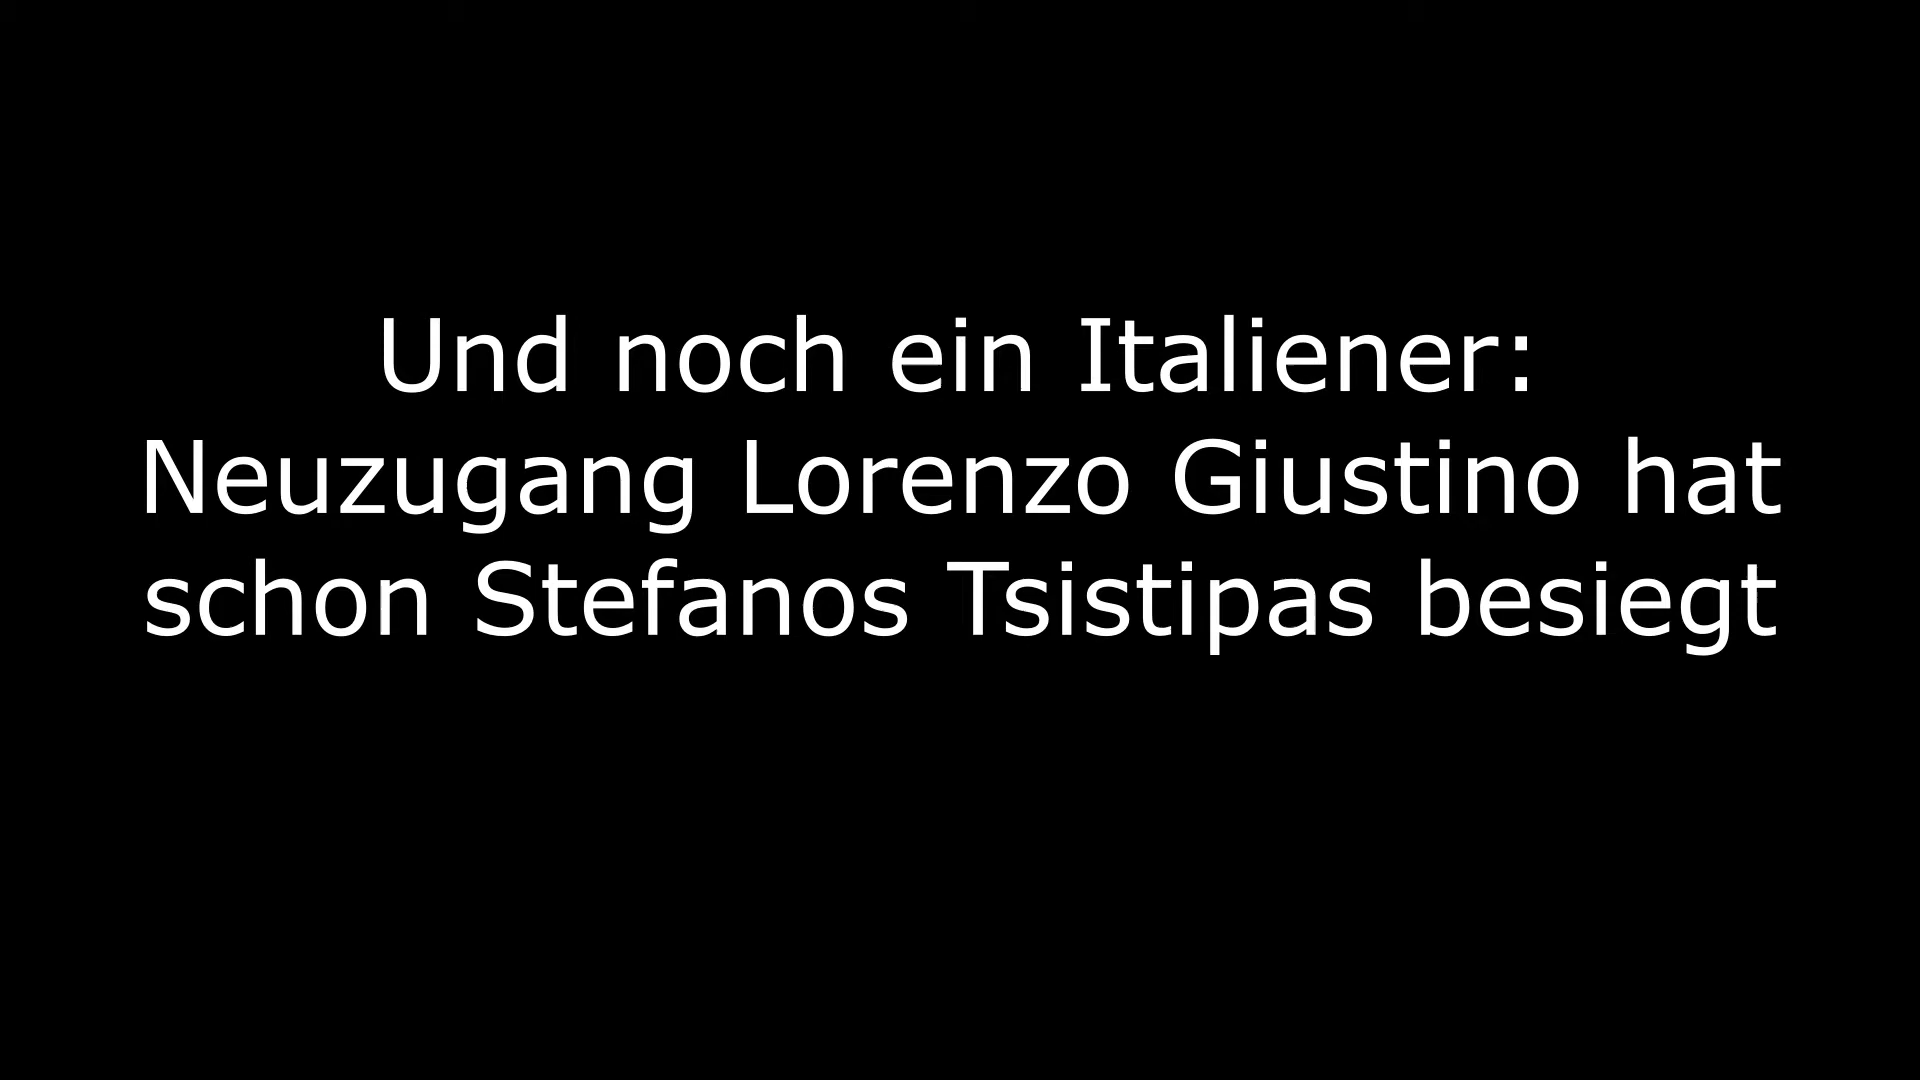 Und noch ein Italiener:
Neuzugang Lorenzo Giustino hat
schon Stefanos Tsistipas besiegt